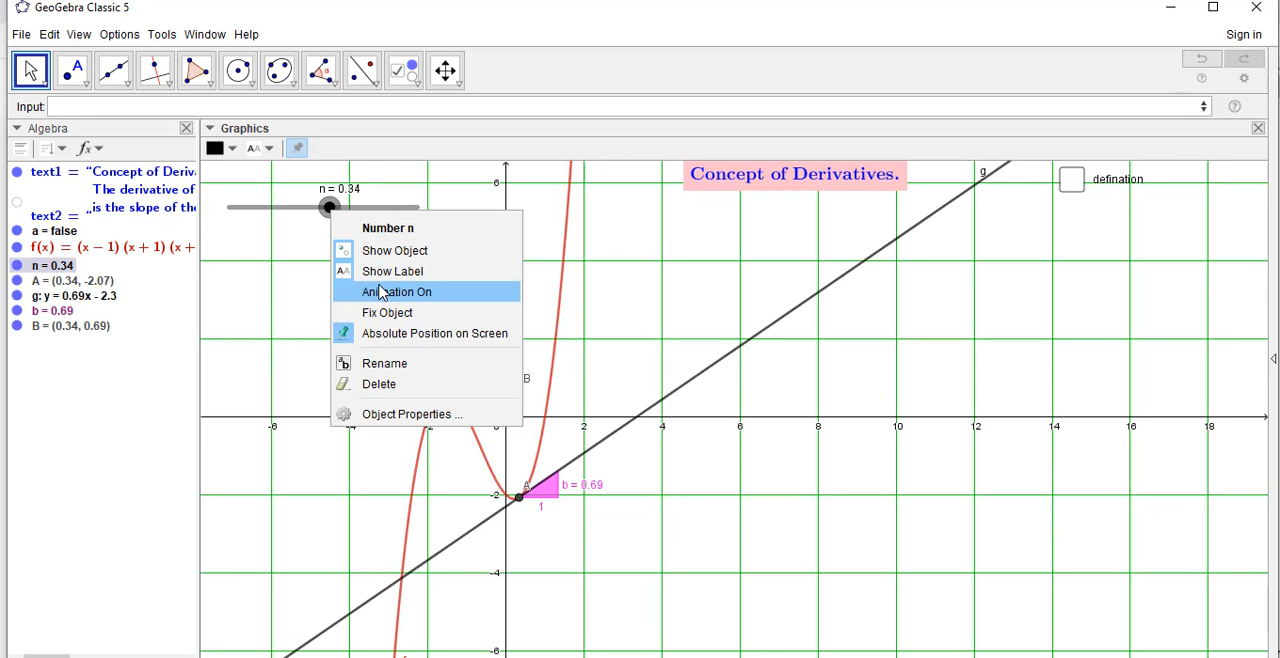 GeoGebra Classic 5
File Edit View Options Tools Window Help
Sign in
Input:
Algebra
Graphics
text1 = "Concept of Deriva
The derivative of
text2 = "is the slope of the
a = false
f(x) = (x − 1) (x + 1) (x +
n = 0.34
A = (0.34, -2.07)
g: y = 0.69x - 2.3
b = 0.69
B = (0.34, 0.69)
n = 0.34
Concept of Derivatives.
defination
g
Number n
Show Object
Show Label
Animation On
Fix Object
Absolute Position on Screen
Rename
Delete
Object Properties ...
B
A
b = 0.69
1
6
-2
-4
-6
-6 -4 -2 0 2 4 6 8 10 12 14 16 18